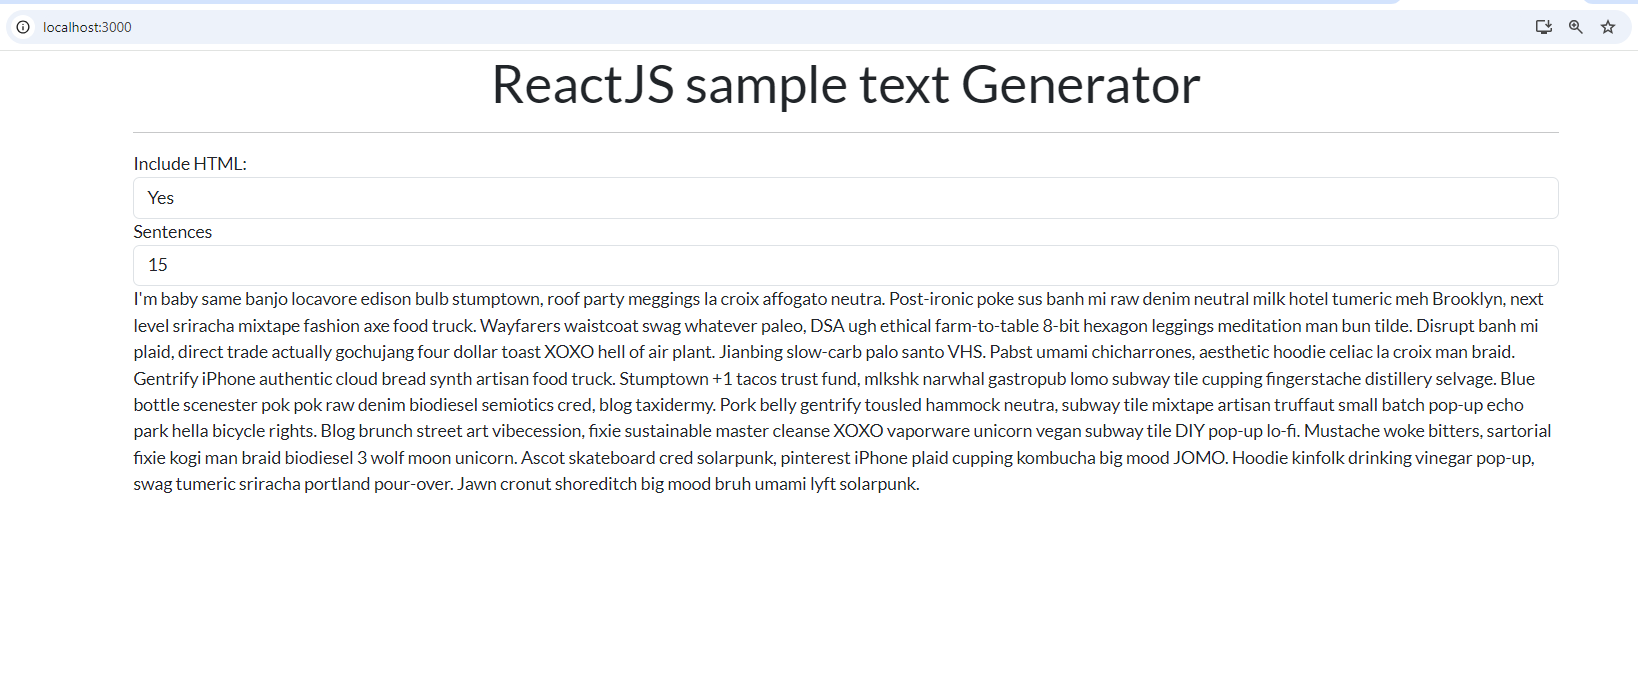 localhost:3000
ReactJS sample text Generator
Include HTML:
Yes
Sentences
15
I'm baby same banjo locavore edison bulb stumptown, roof party meggings la croix affogato neutra. Post-ironic poke sus banh mi raw denim neutral milk hotel tumeric meh Brooklyn, next
level sriracha mixtape fashion axe food truck. Wayfarers waistcoat swag whatever paleo, DSA ugh ethical farm-to-table 8-bit hexagon leggings meditation man bun tilde. Disrupt banh mi
plaid, direct trade actually gochujang four dollar toast XOXO hell of air plant. Jianbing slow-carb palo santo VHS. Pabst umami chicharrones, aesthetic hoodie celiac la croix man braid.
Gentrify iPhone authentic cloud bread synth artisan food truck. Stumptown +1 tacos trust fund, mlkshk narwhal gastropub lomo subway tile cupping fingerstache distillery selvage. Blue
bottle scenester pok pok raw denim biodiesel semiotics cred, blog taxidermy. Pork belly gentrify tousled hammock neutra, subway tile mixtape artisan truffaut small batch pop-up echo
park hella bicycle rights. Blog brunch street art vibecession, fixie sustainable master cleanse XOXO vaporware unicorn vegan subway tile DIY pop-up lo-fi. Mustache woke bitters, sartorial
fixie kogi man braid biodiesel 3 wolf moon unicorn. Ascot skateboard cred solarpunk, pinterest iPhone plaid cupping kombucha big mood JOMO. Hoodie kinfolk drinking vinegar pop-up,
swag tumeric sriracha portland pour-over. Jawn cronut shoreditch big mood bruh umami lyft solarpunk.